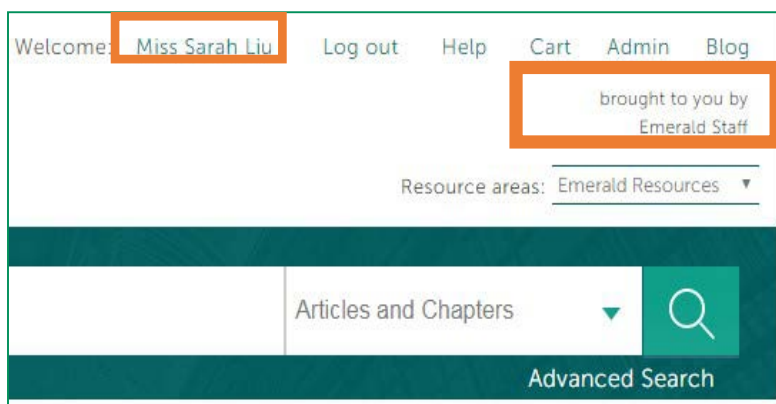 Welcome: Miss Sarah Liu Log out Help Cart Admin Blog
brought to you by
Emerald Staff
Resource areas: Emerald Resources
Articles and Chapters
Advanced Search